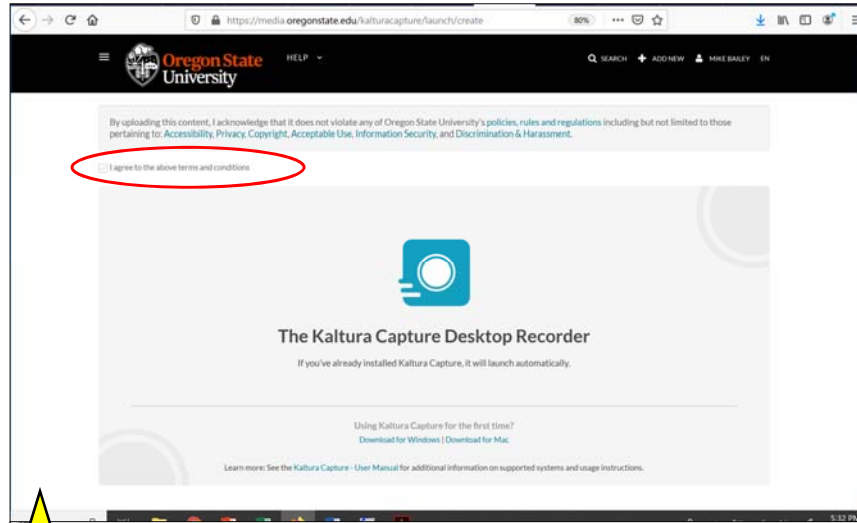 https://media.oregonstate.edu/kalturacapture/launch/create
80%
Oregon State
University
HELP
SEARCH
ADD NEW
MIKE BAILEY
EN
By uploading this content, I acknowledge that it does not violate any of Oregon State University's policies, rules and regulations including but not limited to those
pertaining to: Accessibility, Privacy, Copyright, Acceptable Use, Information Security, and Discrimination & Harassment.
I agree to the above terms and conditions
The Kaltura Capture Desktop Recorder
If you've already installed Kaltura Capture, it will launch automatically.
Using Kaltura Capture for the first time?
Download for Windows | Download for Mac
Learn more: See the Kaltura Capture - User Manual for additional information on supported systems and usage instructions.
5:32 PM